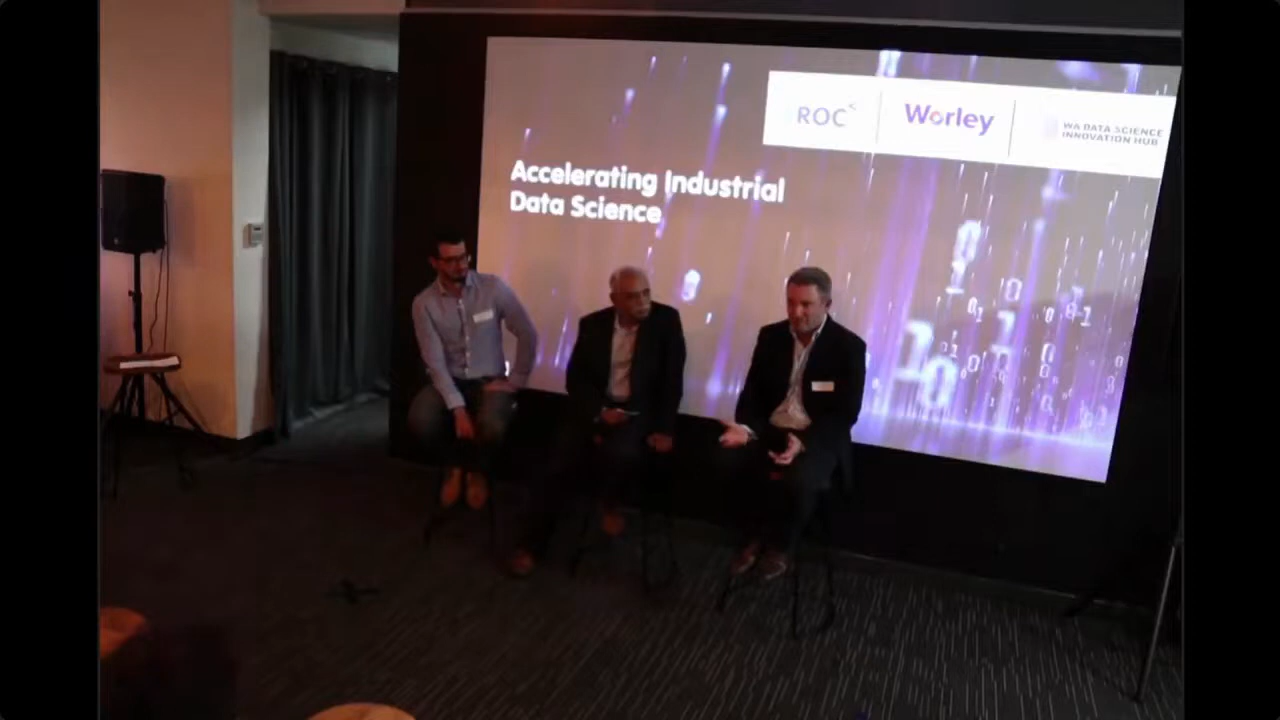 Accelerating Industrial
Data Science
ROC
Worley
WA DATA SCIENCE
INNOVATION HUB